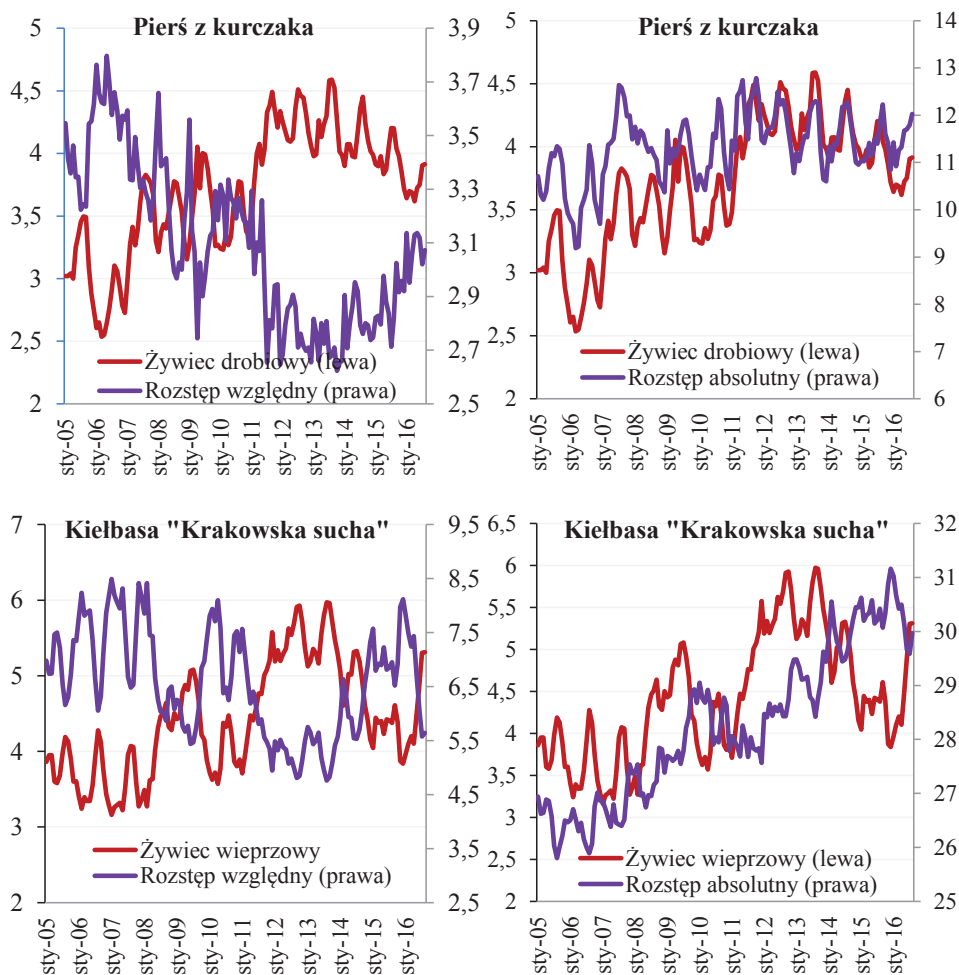 Pierś z kurczaka
5
4,5
4
3,5
3
2,5
2
3,9
3,7
3,5
3,3
3,1
2,9
2,7
2,5
Żywiec drobiowy (lewa)
Rozstęp względny (prawa)
sty-05
sty-06
sty-07
sty-08
sty-09
sty-10
sty-11
sty-12
sty-13
sty-14
sty-15
sty-16
Pierś z kurczaka
5
4,5
4
3,5
3
2,5
2
14
13
12
11
10
9
8
7
6
Żywiec drobiowy (lewa)
Rozstęp absolutny (prawa)
sty-05
sty-06
sty-07
sty-08
sty-09
sty-10
sty-11
sty-12
sty-13
sty-14
sty-15
sty-16
Kiełbasa "Krakowska sucha"
7
6
5
4
3
2
9,5
8,5
7,5
6,5
5,5
4,5
3,5
2,5
Żywiec wieprzowy
Rozstęp względny (prawa)
sty-05
sty-06
sty-07
sty-08
sty-09
sty-10
sty-11
sty-12
sty-13
sty-14
sty-15
sty-16
Kiełbasa "Krakowska sucha"
6,5
6
5,5
5
4,5
4
3,5
3
2,5
2
32
31
30
29
28
27
26
25
Żywiec wieprzowy (lewa)
Rozstęp absolutny (prawa)
sty-05
sty-06
sty-07
sty-08
sty-09
sty-10
sty-11
sty-12
sty-13
sty-14
sty-15
sty-16